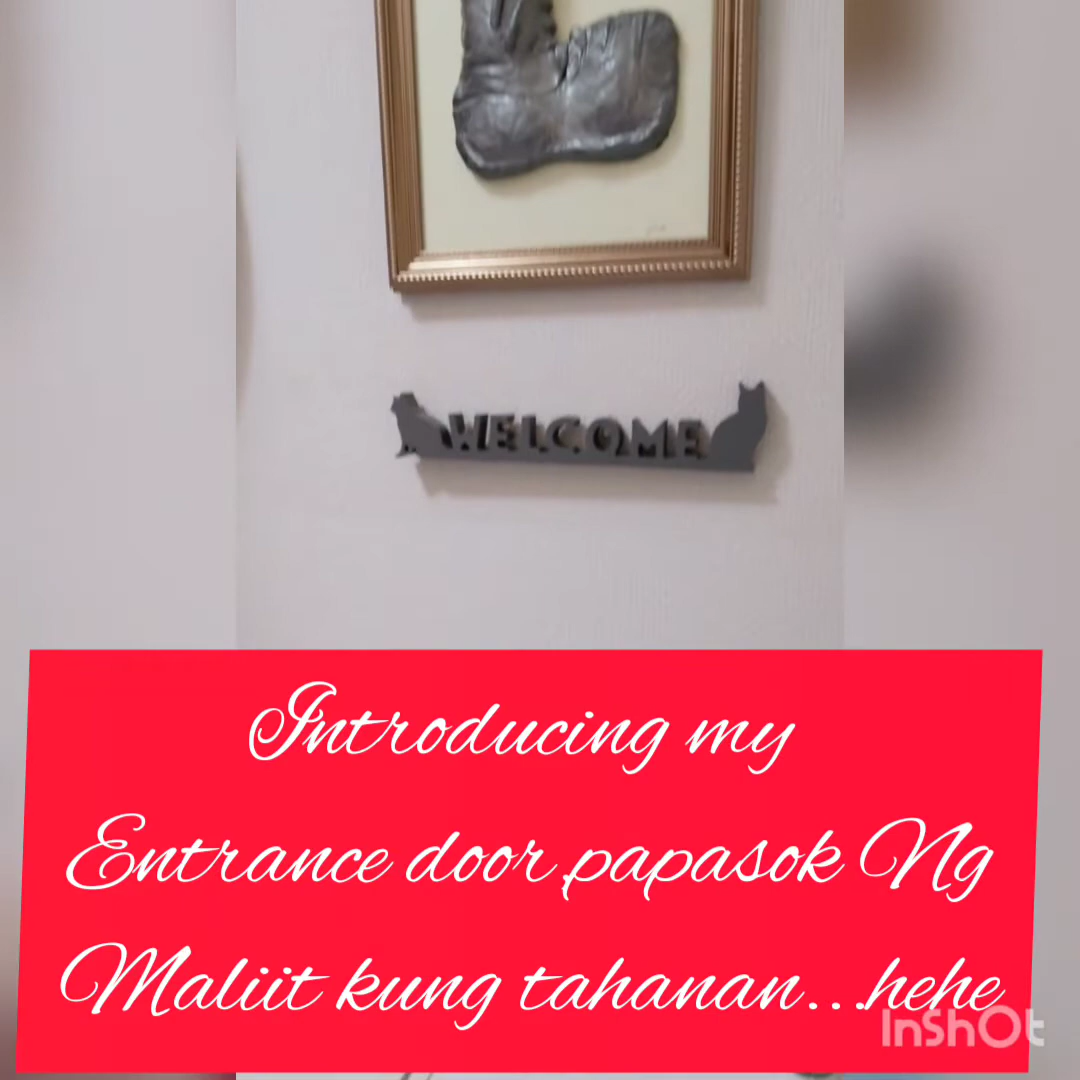 WELCOME
Introducing my
Entrance door,papasok Ng
Maliit kung tahanan...hehe
InShOt